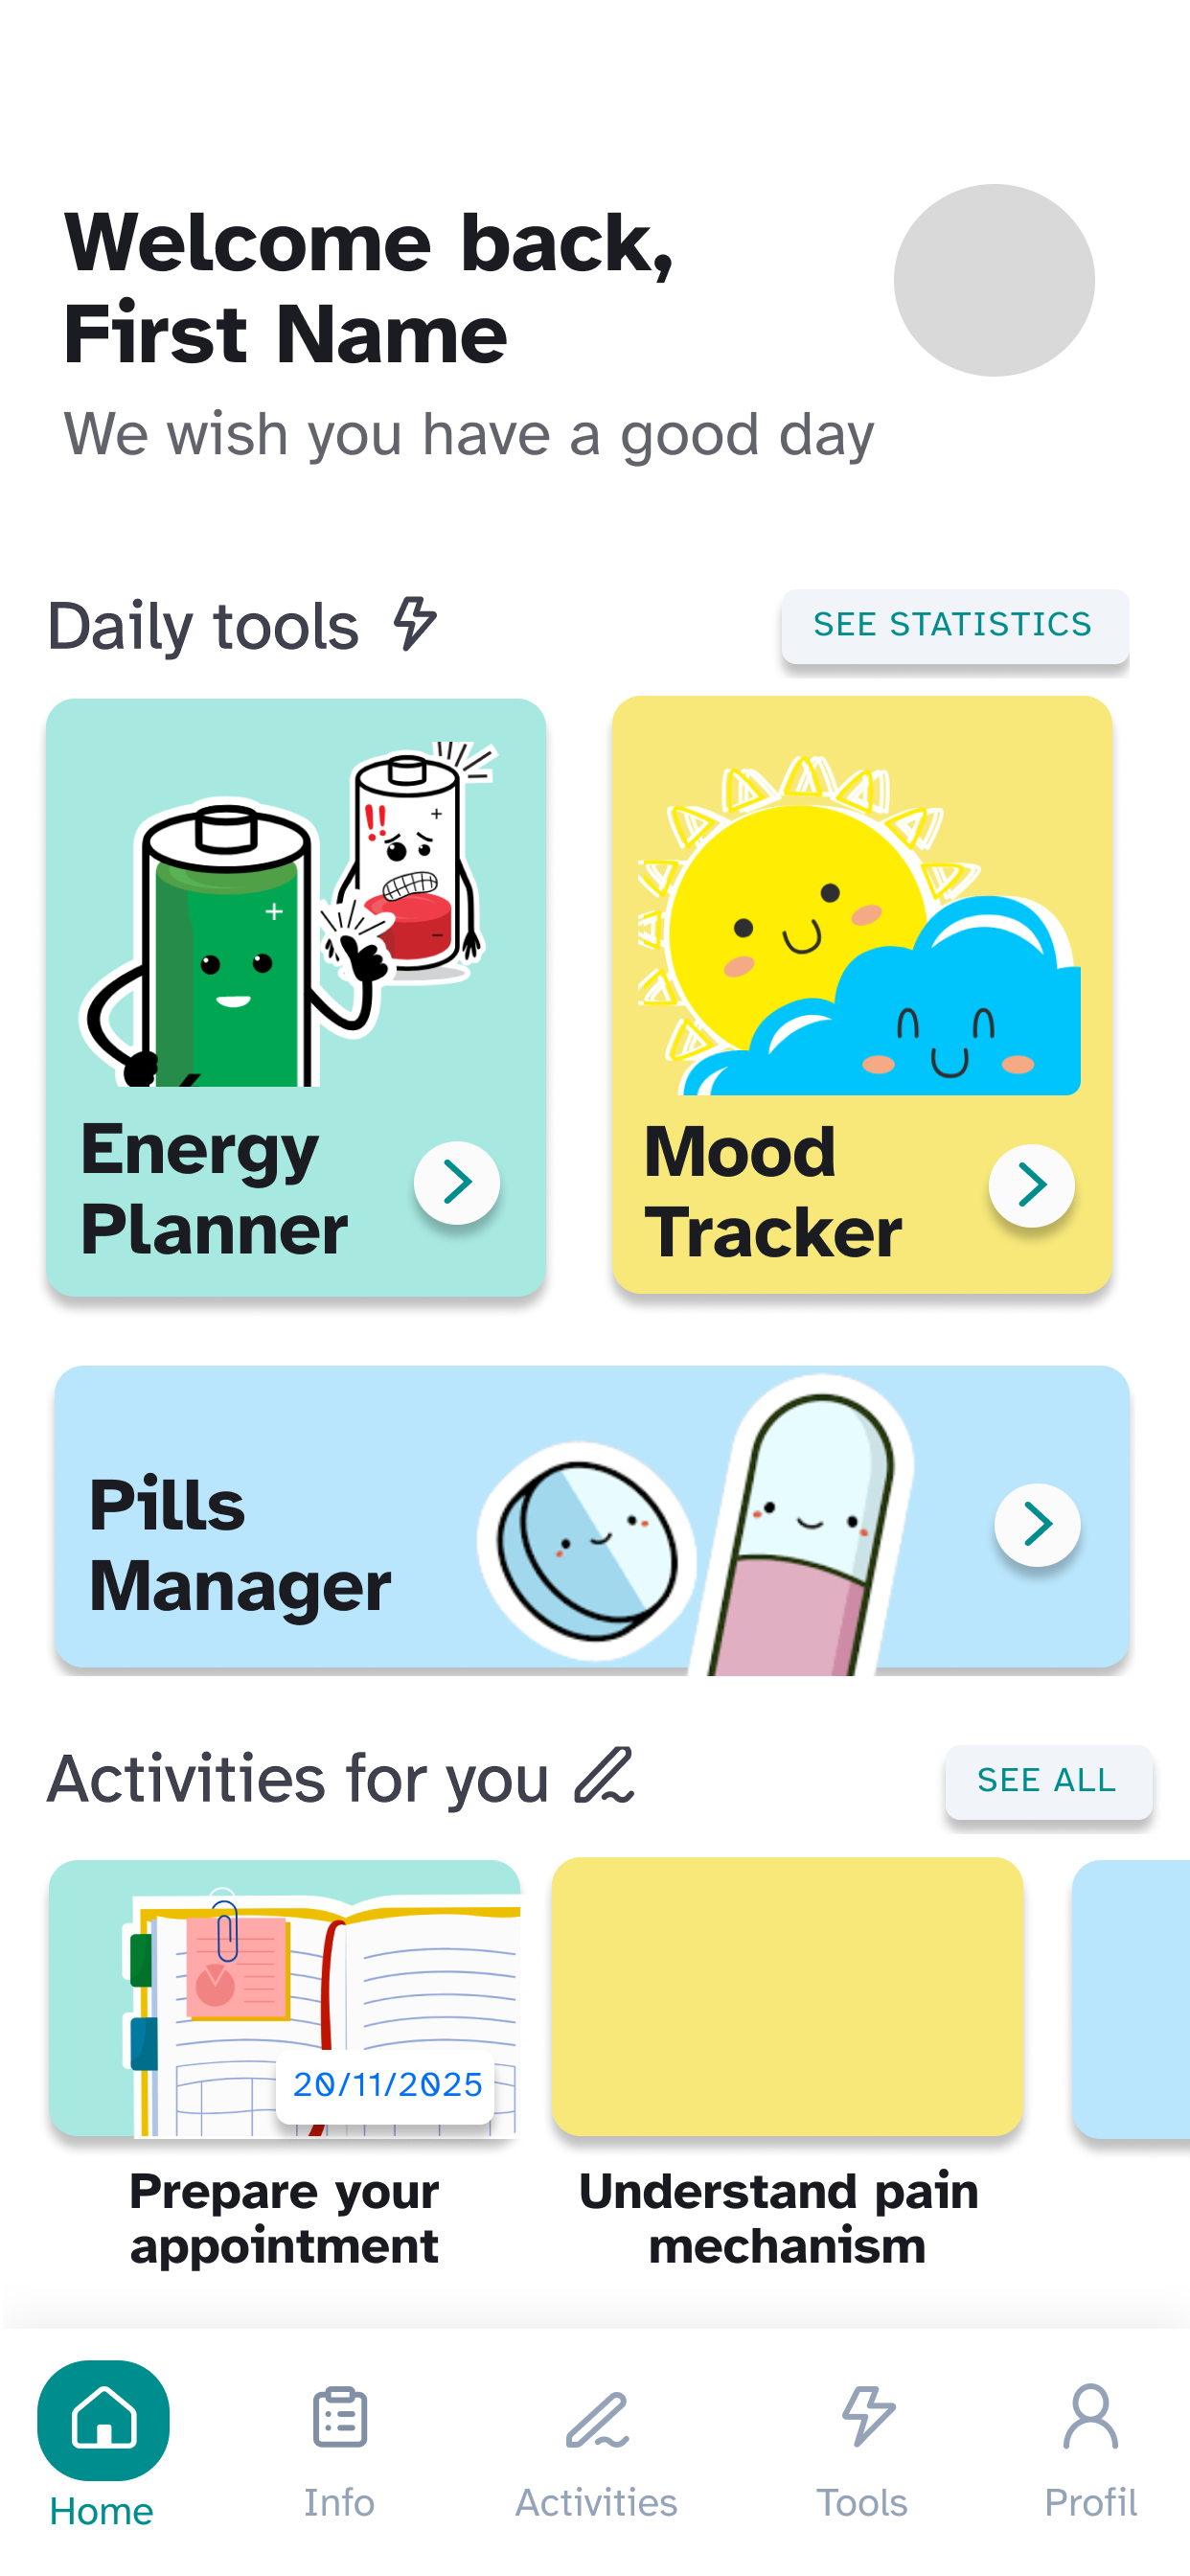 Welcome back,
First Name
We wish you have a good day
Daily tools
SEE STATISTICS
!!
+
-
+
Energy
Planner
Mood
Tracker
Pills
Manager
Activities for you
SEE ALL
20/11/2025
Prepare your
appointment
Understand pain
mechanism
Home
Info
Activities
Tools
Profil